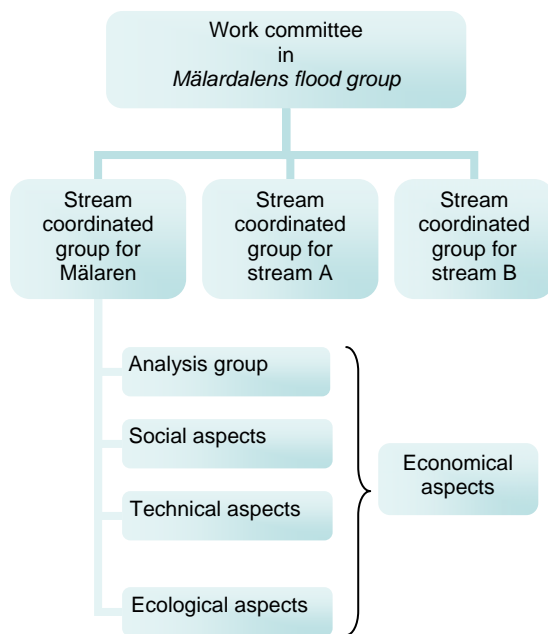 Work committee
in
Mälardalens flood group
Stream
coordinated
group for
Mälaren
Stream
coordinated
group for
stream A
Stream
coordinated
group for
stream B
Analysis group
Social aspects
Technical aspects
Ecological aspects
Economical
aspects